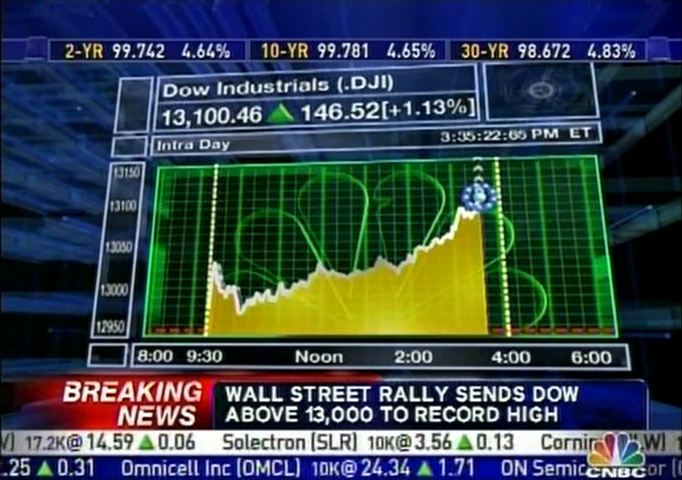 2-YR 99.742 4.64% 10-YR 99.781 4.65% 30-YR 98.672 4.83%
Dow Industrials (.DJI)
13,100.46 ▲ 146.52[+1.13%]
Intra Day 3:35:22:65 PM ET
13150
13100
13050
13000
12950
8:00 9:30 Noon 2:00 4:00 6:00
BREAKING NEWS
WALL STREET RALLY SENDS DOW
ABOVE 13,000 TO RECORD HIGH
) 17.2K@14.59▲0.06 Solectron (SLR) 10K@3.56▲0.13 Corning
.25▲0.31 Omnicell Inc (OMCL) 10K@24.34▲1.71 ON Semic
CNBC